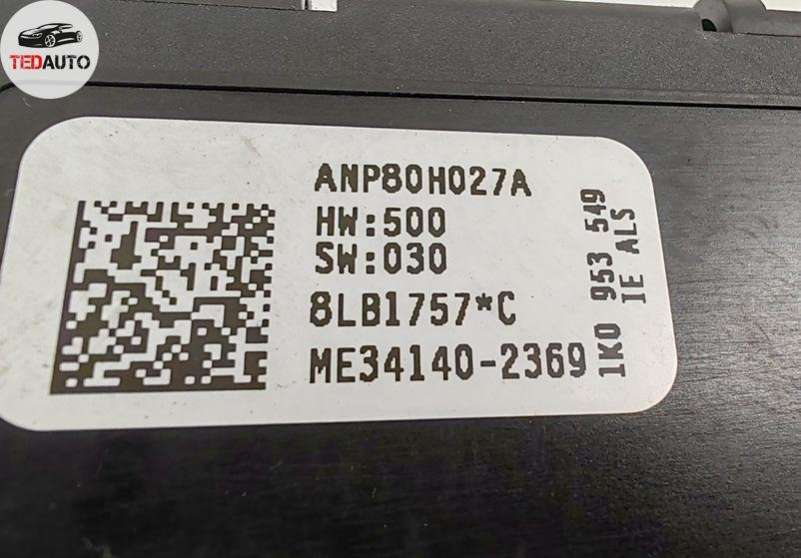 TEDAUTO
ANP80H027A
HW:500
SW:030
8LB1757*C
ME34140-2369
1K0 953 549
IE ALS